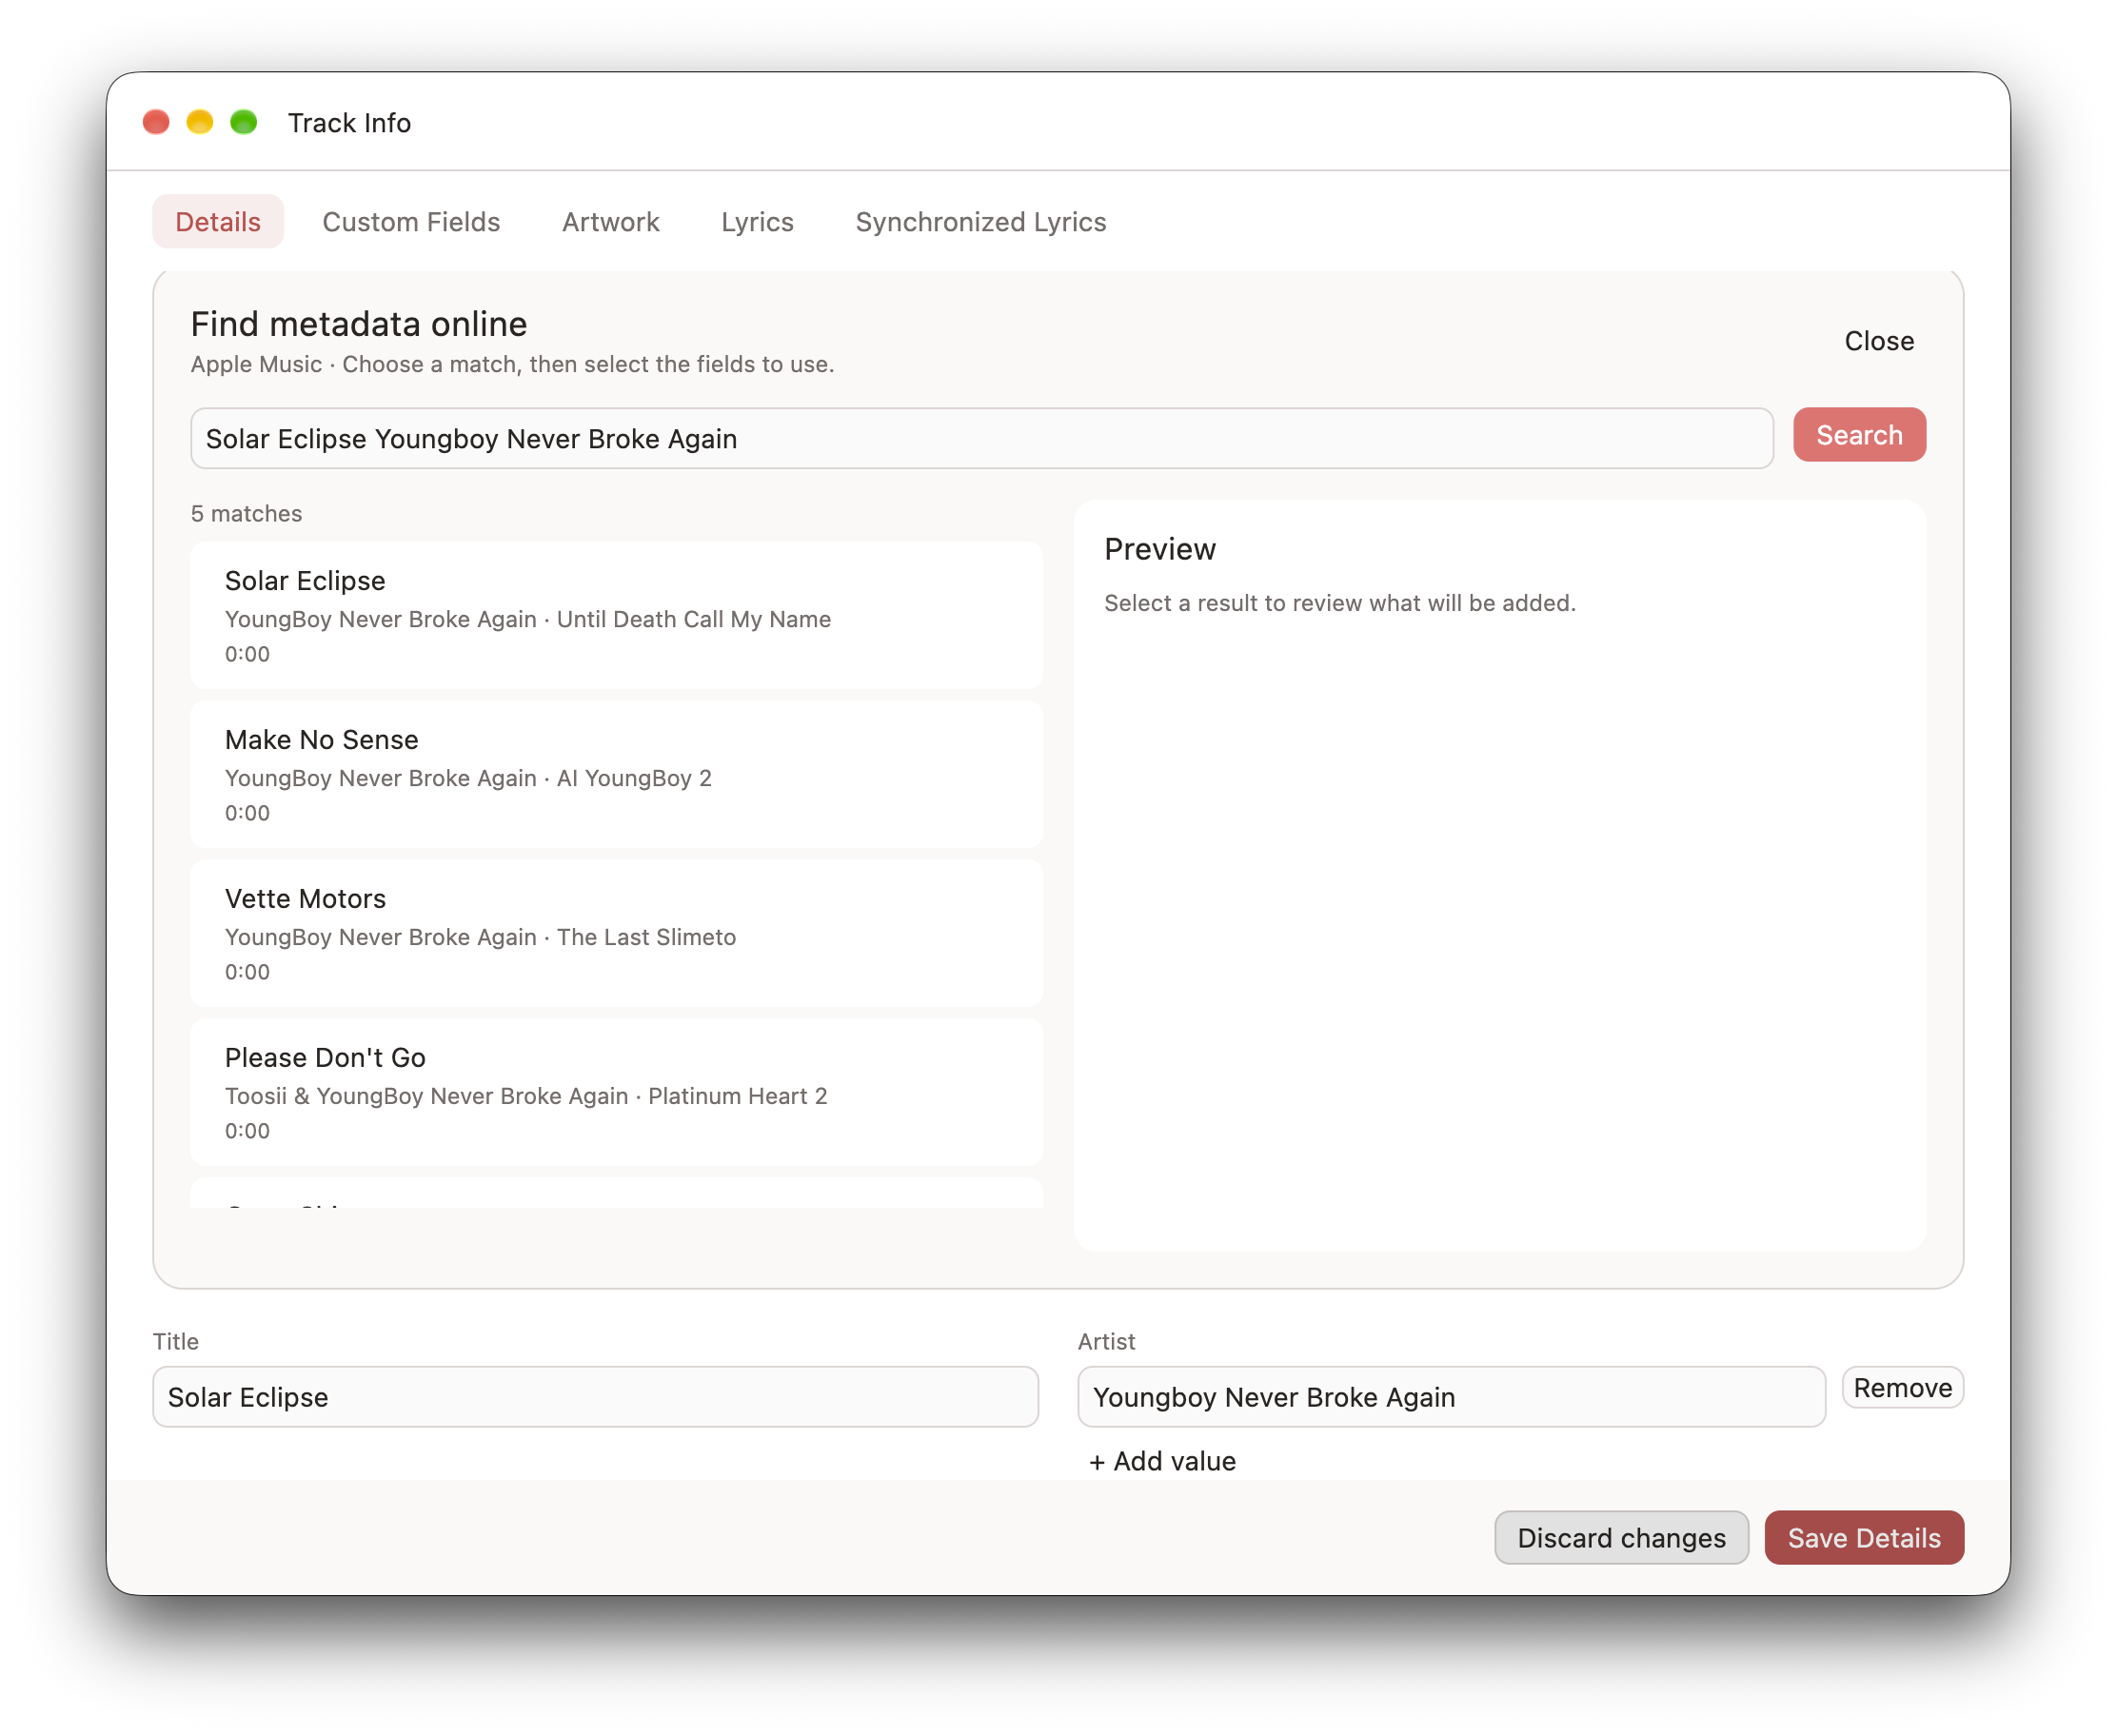 Track Info
Details
Custom Fields
Artwork
Lyrics
Synchronized Lyrics
Find metadata online
Apple Music · Choose a match, then select the fields to use.
Close
Solar Eclipse Youngboy Never Broke Again
Search
5 matches
Solar Eclipse
YoungBoy Never Broke Again · Until Death Call My Name
0:00
Make No Sense
YoungBoy Never Broke Again · AI YoungBoy 2
0:00
Vette Motors
YoungBoy Never Broke Again · The Last Slimeto
0:00
Please Don't Go
Toosii & YoungBoy Never Broke Again · Platinum Heart 2
0:00
Preview
Select a result to review what will be added.
Title
Solar Eclipse
Artist
Youngboy Never Broke Again
Remove
+ Add value
Discard changes
Save Details